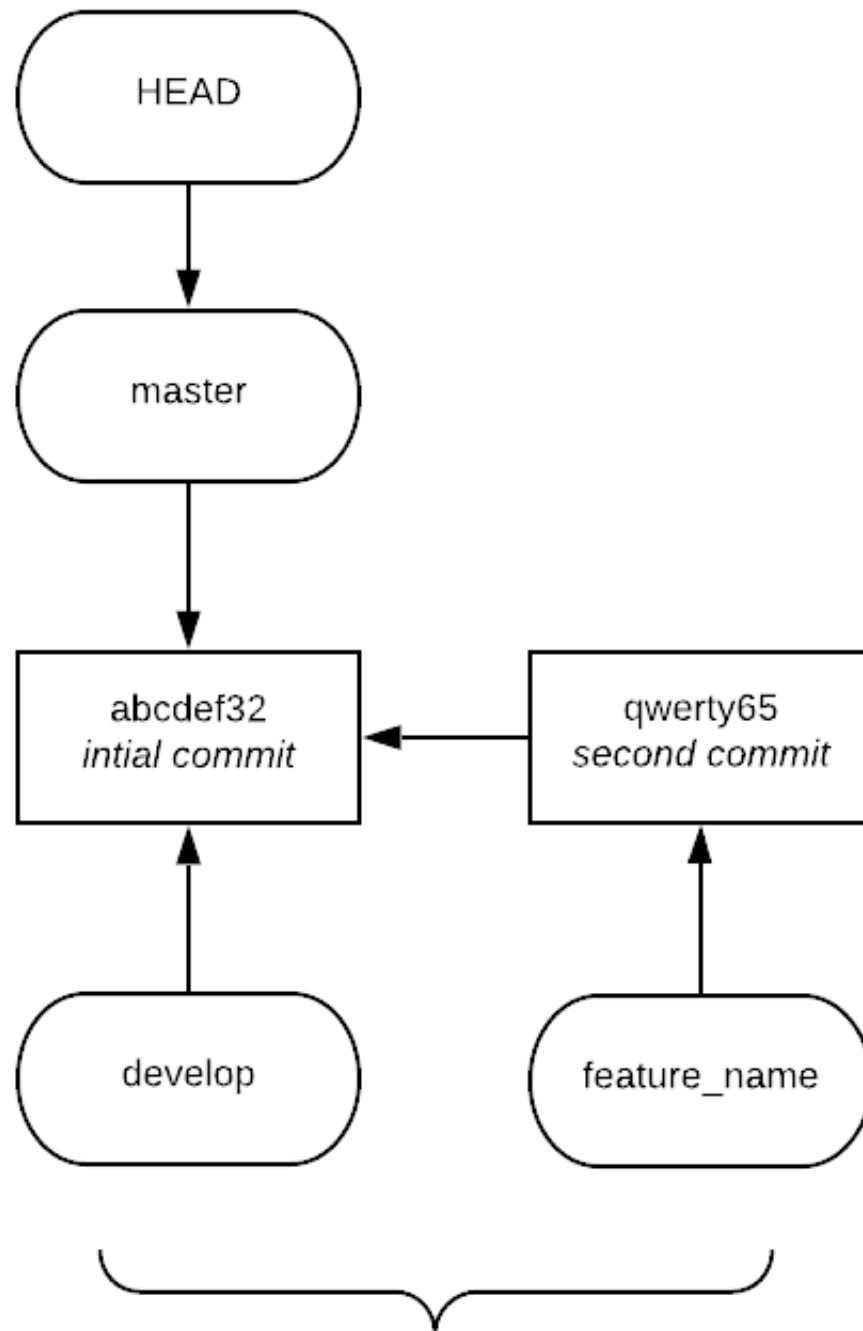 HEAD
master
abcdef32
intial commit
qwerty65
second commit
develop
feature_name